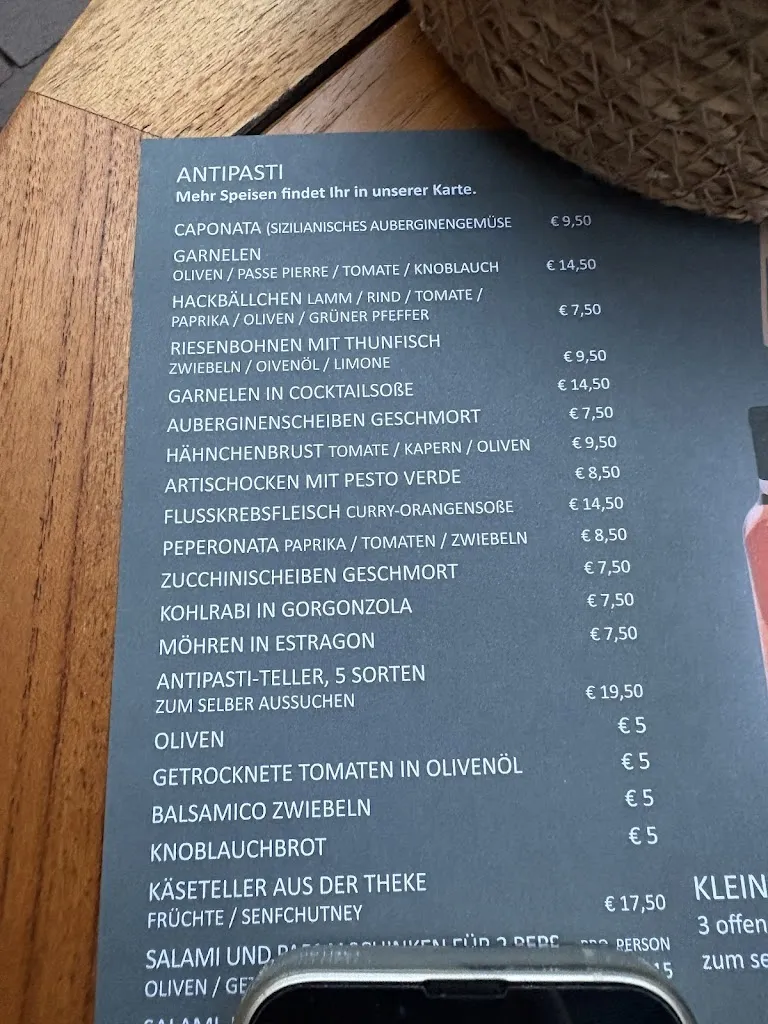 ANTIPASTI
Mehr Speisen findet Ihr in unserer Karte.
CAPONATA (SIZILIANISCHES AUBERGINENGEMÜSE € 9,50
GARNELEN
OLIVEN / PASSE PIERRE / TOMATE / KNOBLAUCH € 14,50
HACKBÄLLCHEN LAMM / RIND / TOMATE /
PAPRIKA / OLIVEN / GRÜNER PFEFFER € 7,50
RIESENBOHNEN MIT THUNFISCH
ZWIEBELN / OIVENÖL / LIMONE € 9,50
GARNELEN IN COCKTAILSOßE € 14,50
AUBERGINENSCHEIBEN GESCHMORT € 7,50
HÄHNCHENBRUST TOMATE / KAPERN / OLIVEN € 9,50
ARTISCHOCKEN MIT PESTO VERDE € 8,50
FLUSSKREBSFLEISCH CURRY-ORANGENSOßE € 14,50
PEPERONATA PAPRIKA / TOMATEN / ZWIEBELN € 8,50
ZUCCHINISCHEIBEN GESCHMORT € 7,50
KOHLRABI IN GORGONZOLA € 7,50
MÖHREN IN ESTRAGON € 7,50
ANTIPASTI-TELLER, 5 SORTEN
ZUM SELBER AUSSUCHEN € 19,50
OLIVEN € 5
GETROCKNETE TOMATEN IN OLIVENÖL € 5
BALSAMICO ZWIEBELN € 5
KNOBLAUCHBROT € 5
KÄSETELLER AUS DER THEKE
FRÜCHTE / SENFCHUTNEY € 17,50
SALAMI UND FÜR 2 PERS PRO PERSON
OLIVEN / 15
SALAMI
KLEIN
3 offen
zum se